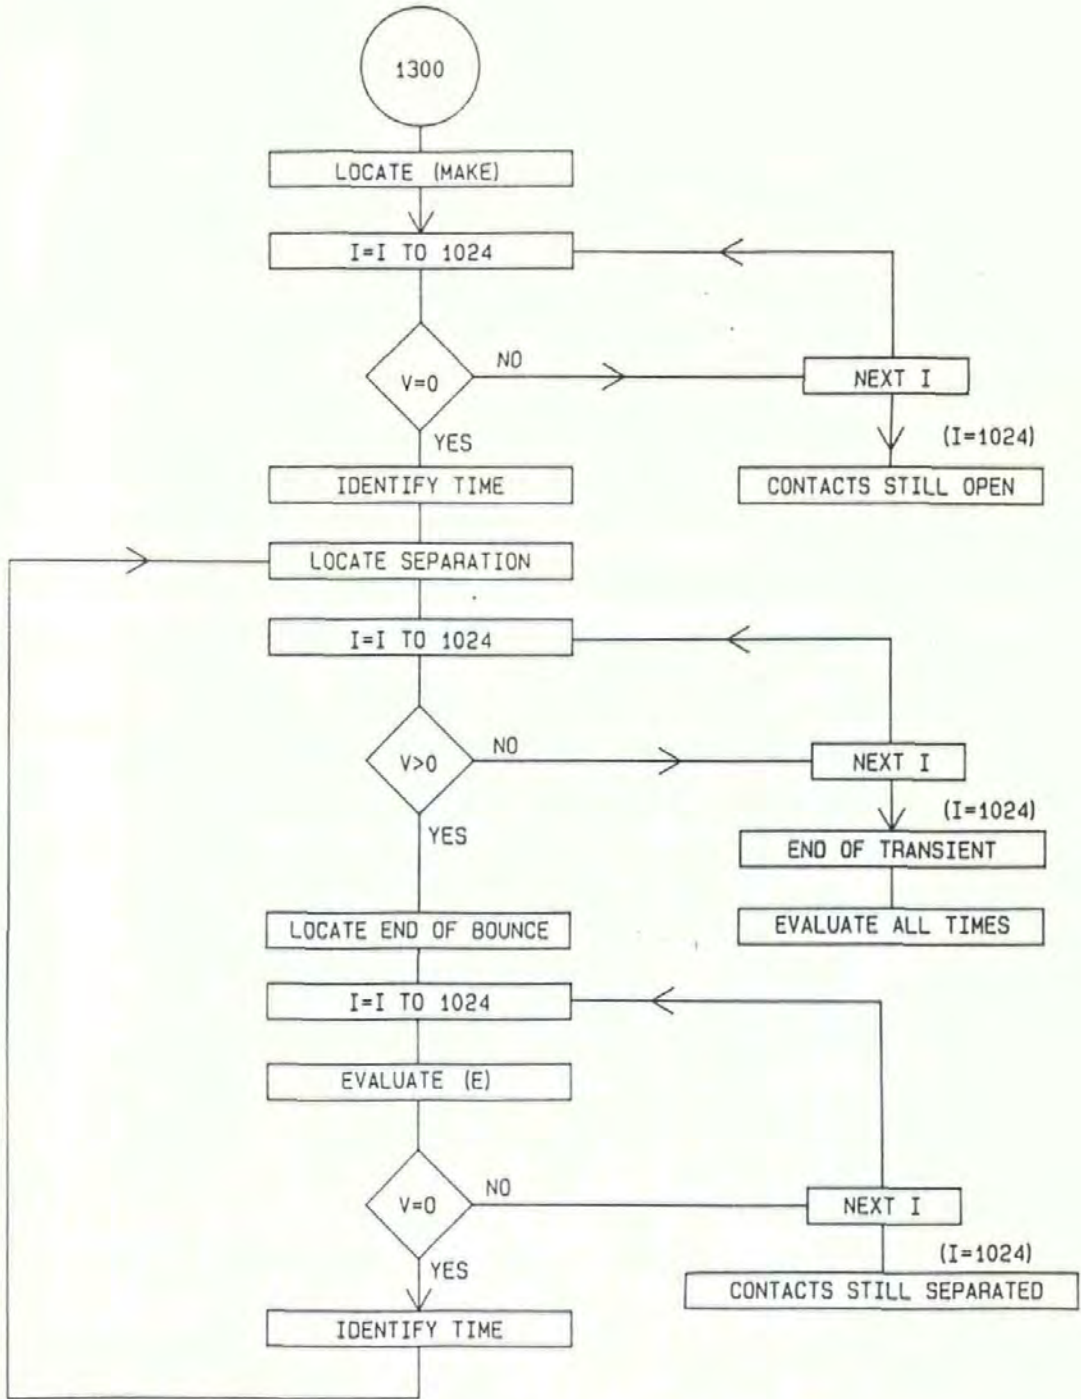 1300
LOCATE (MAKE)
I=I TO 1024
V=0
NO
NEXT I
YES
(I=1024)
IDENTIFY TIME
CONTACTS STILL OPEN
LOCATE SEPARATION
I=I TO 1024
V>0
NO
NEXT I
YES
(I=1024)
END OF TRANSIENT
LOCATE END OF BOUNCE
EVALUATE ALL TIMES
I=I TO 1024
EVALUATE (E)
V=0
NO
NEXT I
YES
(I=1024)
CONTACTS STILL SEPARATED
IDENTIFY TIME